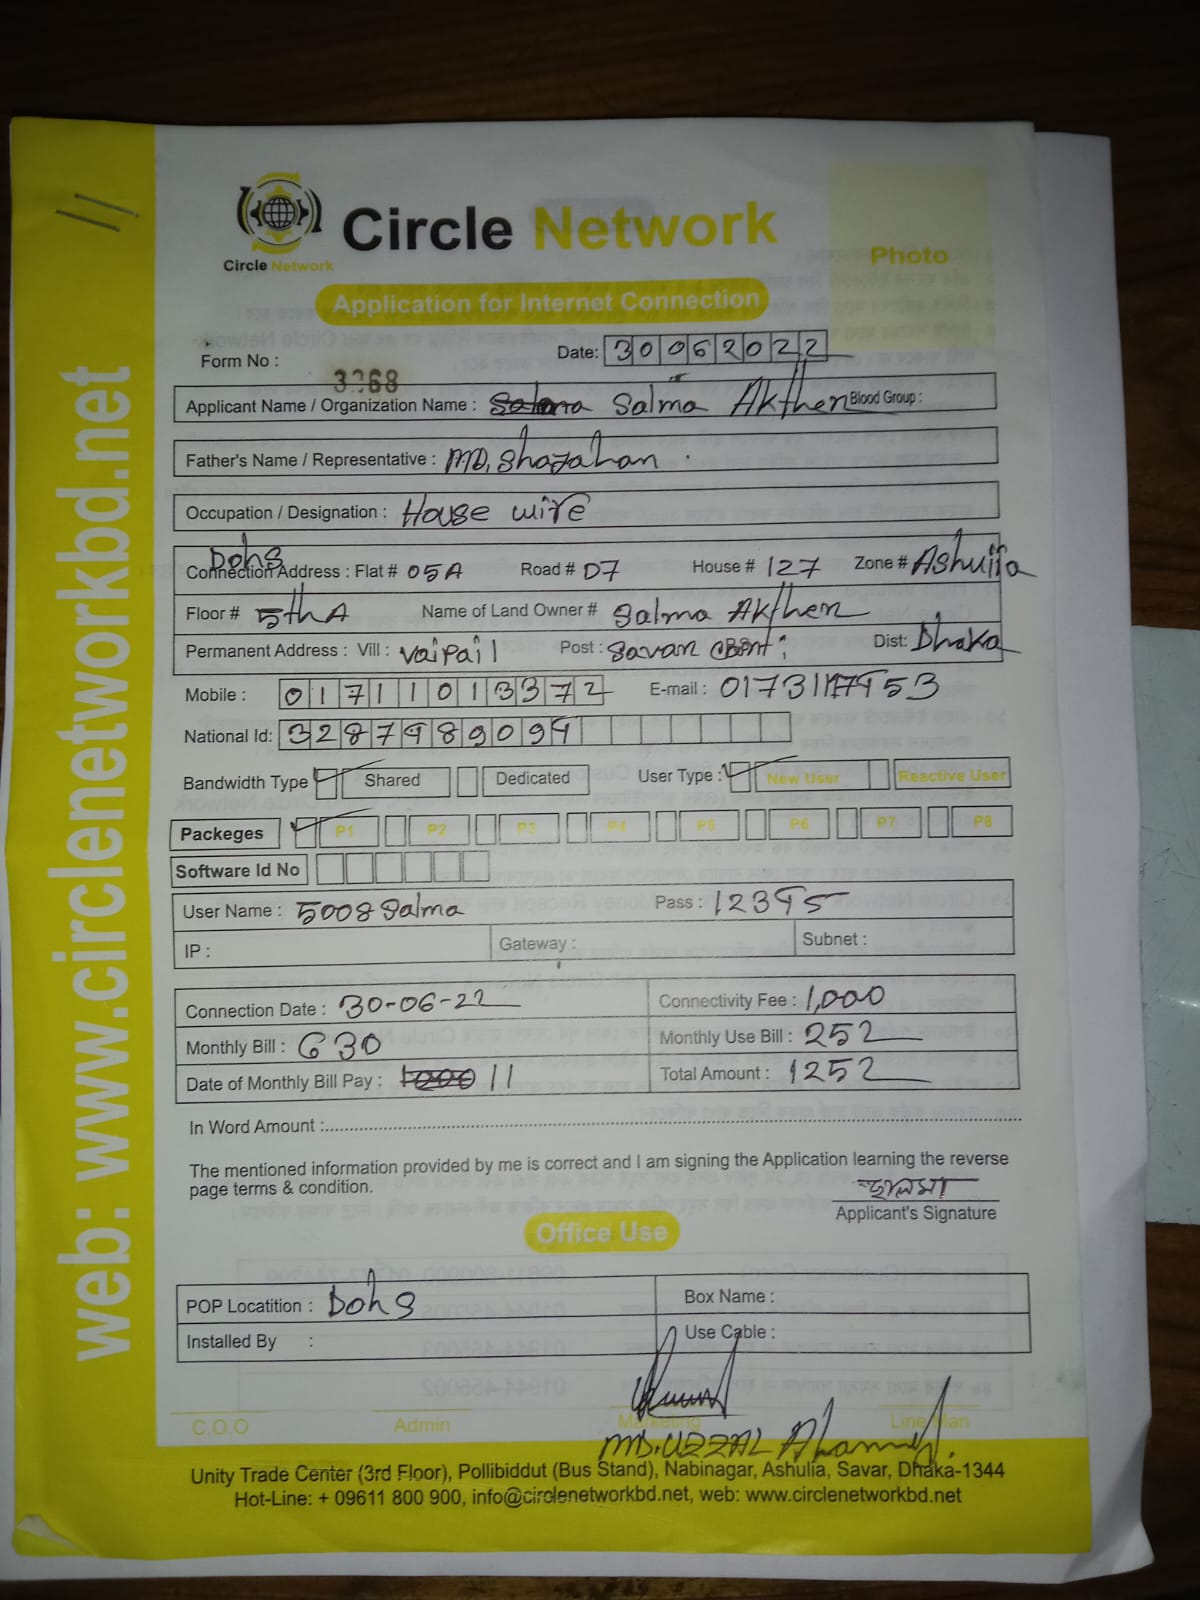 web: www.circlenetworkbd.net
Circle Network
Circle Network
Photo
Application for Internet Connection
Form No : 3268
Date: 30062022
Applicant Name / Organization Name : Salma Akther Blood Group :
Father's Name / Representative : MD. Shazahan
Occupation / Designation : House wife
Dohs
Connection Address : Flat # 05A Road # D7 House # 127 Zone # Ashulia
Floor # 5th A Name of Land Owner # Salma Akther
Permanent Address : Vill : Vaipail Post : Savar Dist: Dhaka
Mobile : 01711013372 E-mail :
National Id: 3287989094
Bandwidth Type Shared Dedicated User Type : New User Reactive User
Packeges P1 P2 P3 P4 P5 P6 P7 P8
Software Id No
User Name : 5008salma Pass : 12345
IP : Gateway : Subnet :
Connection Date : 30-06-22 Connectivity Fee : 1,000
Monthly Bill : 630 Monthly Use Bill : 252
Date of Monthly Bill Pay : 11 Total Amount : 1252
In Word Amount :
The mentioned information provided by me is correct and I am signing the Application learning the reverse
page terms & condition.
ছালমা
Applicant's Signature
Office Use
POP Locatition : Dohs Box Name :
Installed By : Use Cable :
C.O.O Admin Marketing Line Man
MD. UZZAL Ahamed.
Unity Trade Center (3rd Floor), Pollibiddut (Bus Stand), Nabinagar, Ashulia, Savar, Dhaka-1344
Hot-Line: + 09611 800 900, info@circlenetworkbd.net, web: www.circlenetworkbd.net